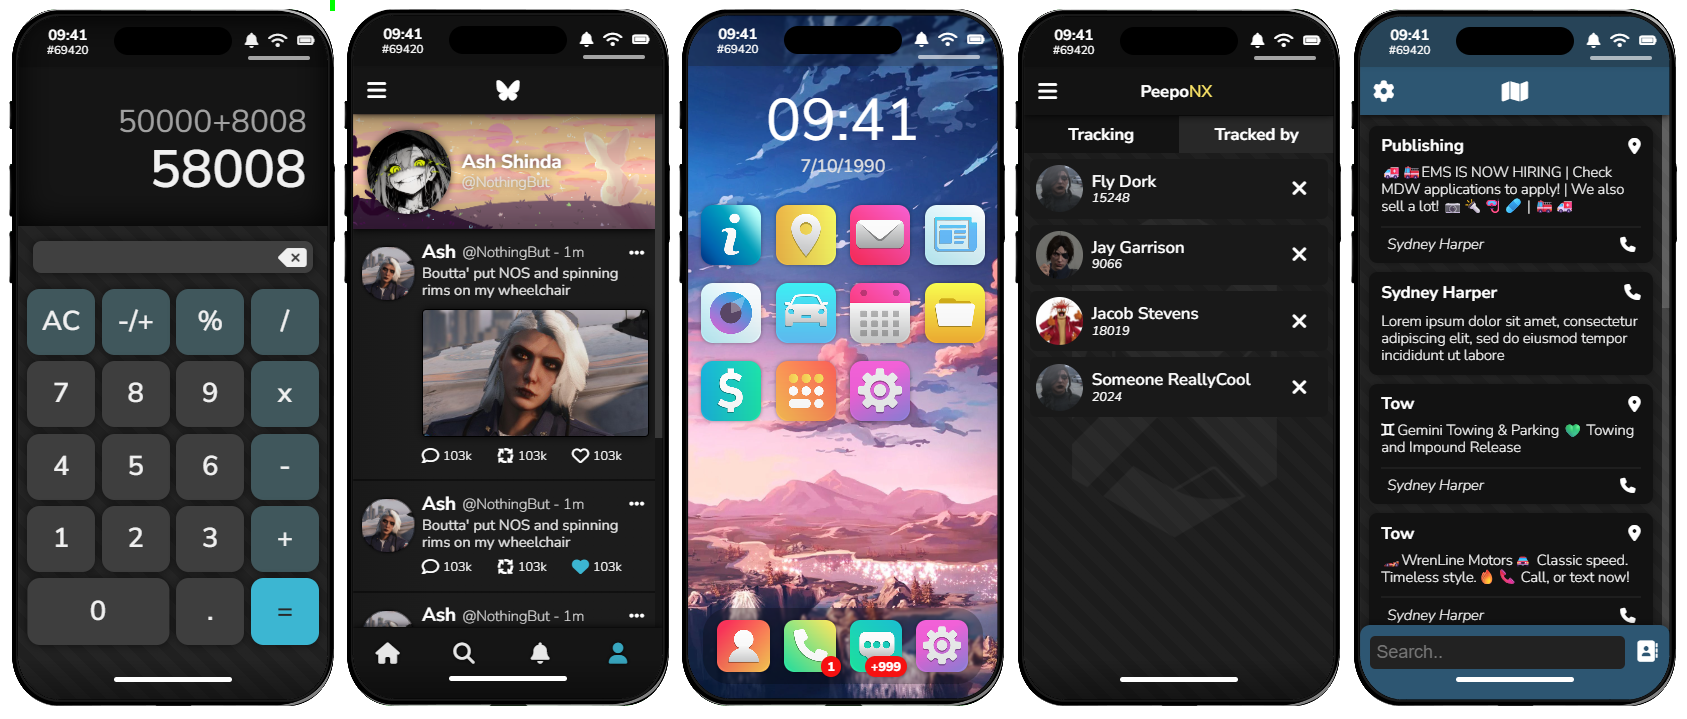 09:41
#69420
50000+8008
58008
AC
-/+
%
/
7
8
9
x
4
5
6
-
1
2
3
+
0
.
=
09:41
#69420
Ash Shinda
@NothingBut
Ash @NothingBut - 1m
Boutta' put NOS and spinning
rims on my wheelchair
103k
103k
103k
Ash @NothingBut - 1m
Boutta' put NOS and spinning
rims on my wheelchair
103k
103k
103k
Ash @NothingBut - 1m
09:41
#69420
09:41
7/10/1990
1
+999
09:41
#69420
PeepoNX
Tracking
Tracked by
Fly Dork
15248
Jay Garrison
9066
Jacob Stevens
18019
Someone ReallyCool
2024
09:41
#69420
Publishing
🚑 🚒EMS IS NOW HIRING | Check
MDW applications to apply! | We also
sell a lot! 📷 🔦 🤿 🩹 | 🚒 🚑
Sydney Harper
Sydney Harper
Lorem ipsum dolor sit amet, consectetur
adipiscing elit, sed do eiusmod tempor
incididunt ut labore
Tow
♊ Gemini Towing & Parking 💚 Towing
and Impound Release
Sydney Harper
Tow
🏎️WrenLine Motors 🚘 Classic speed.
Timeless style.🔥 📞 Call, or text now!
Sydney Harper
Search..